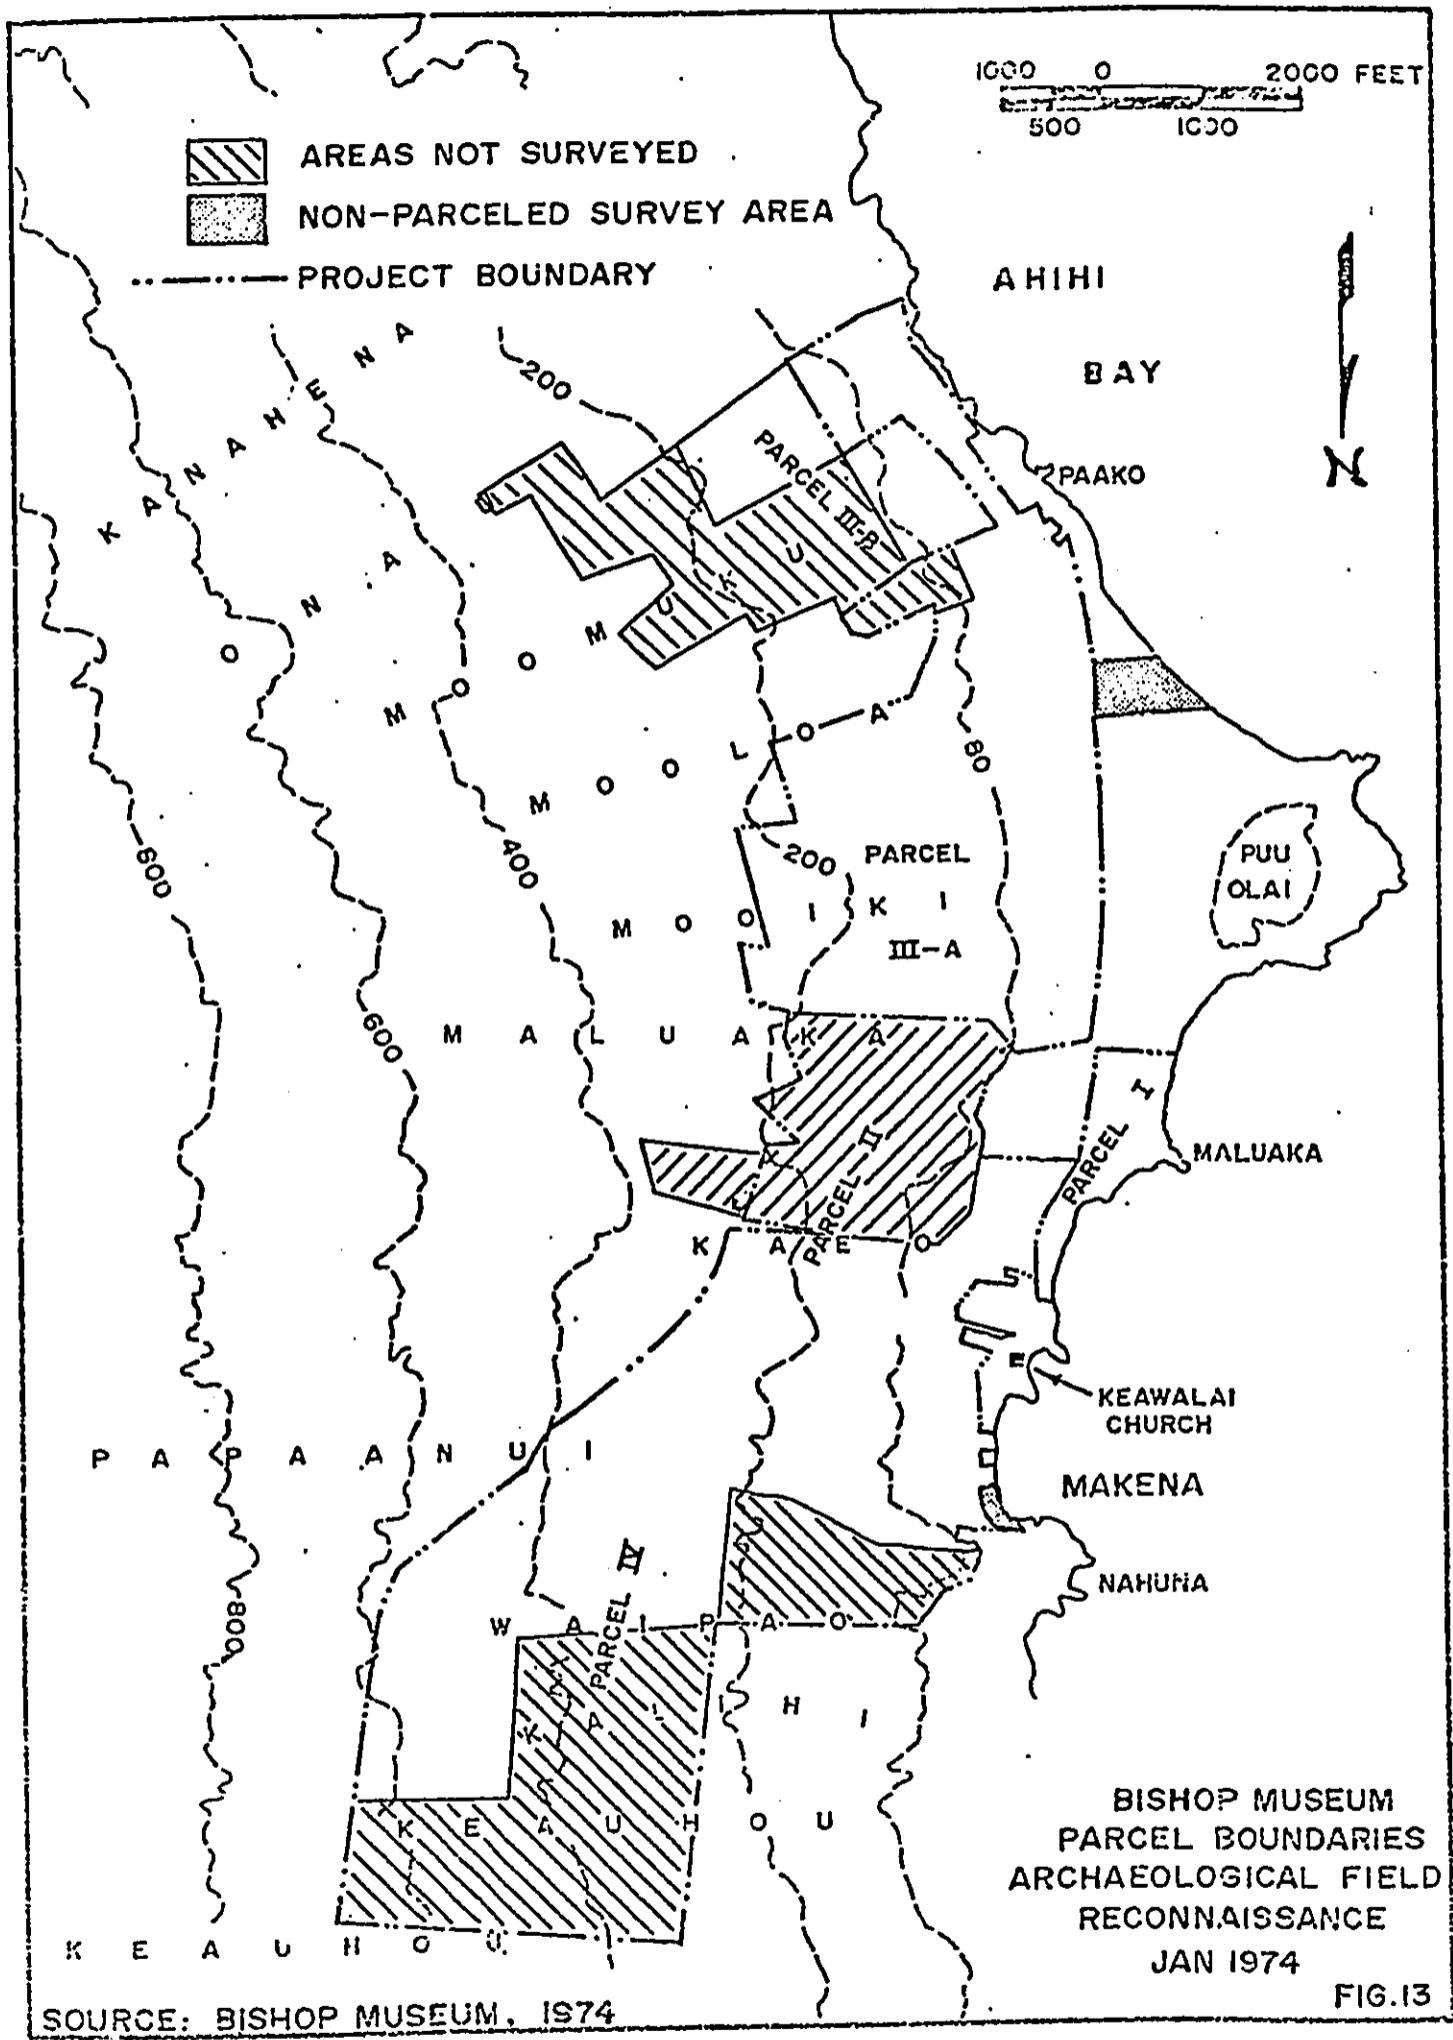 1000 0 2000 FEET
500 1000
AREAS NOT SURVEYED
NON-PARCELED SURVEY AREA
PROJECT BOUNDARY
AHIHI
BAY
N
KANAHENA
200
PAAKO
PARCEL III-B
ONAA
MOOMUKU
MOOLOA
80
800
400
200
PARCEL
III-A
MOOIKI
PUU
OLAI
600
MALUAKA
PARCEL I
MALUAKA
PARCEL II
KAEO
KEAWALAI
CHURCH
PAPAANUI
MAKENA
NAHUNA
PARCEL IV
800
WAIPAO
KALIHI
KEAUHOU
KEAUHOU
BISHOP MUSEUM
PARCEL BOUNDARIES
ARCHAEOLOGICAL FIELD
RECONNAISSANCE
JAN 1974
FIG.13
SOURCE: BISHOP MUSEUM, 1974